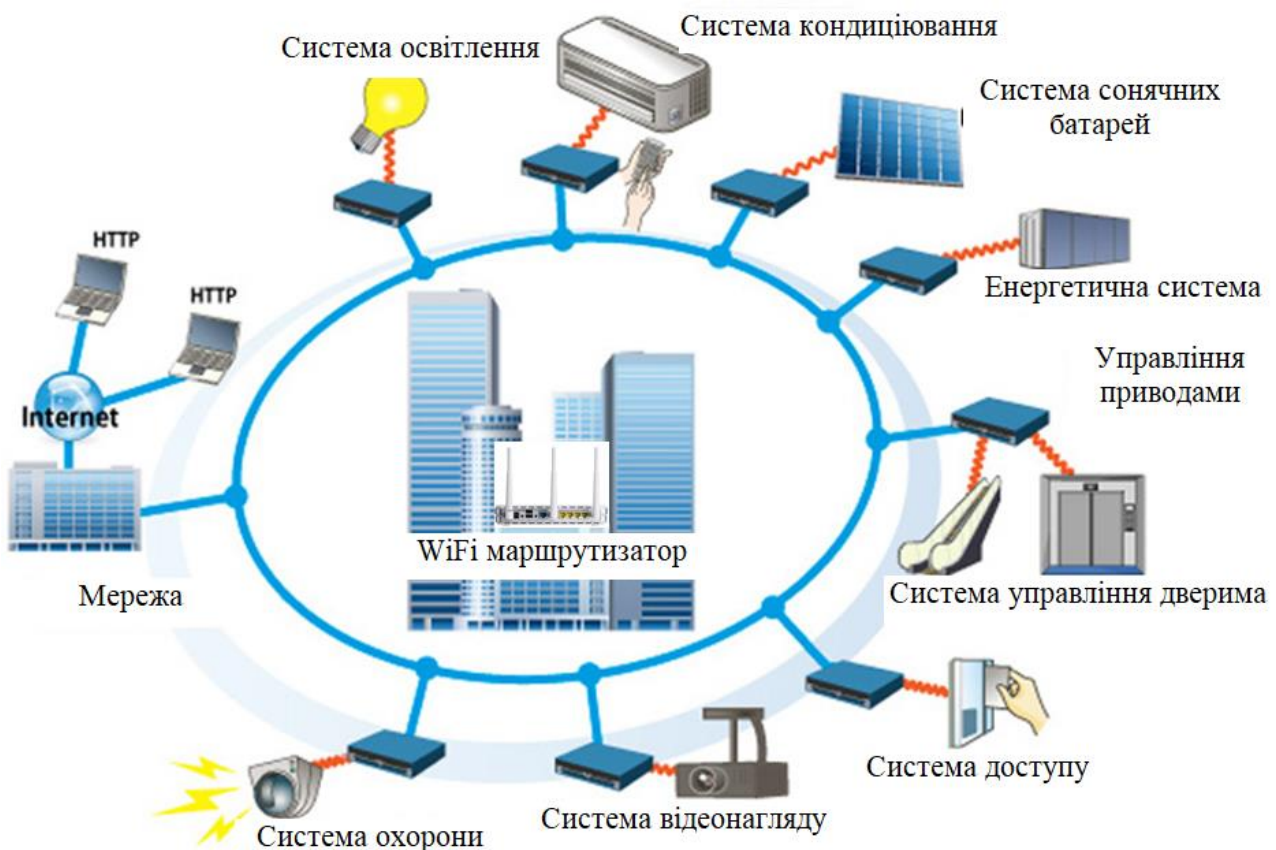 Система освітлення
Система кондиціювання
Система сонячних
батарей
HTTP
HTTP
Енергетична система
Управління
приводами
Internet
WiFi маршрутизатор
Мережа
Система управління дверима
Система доступу
Система відеонагляду
Система охорони